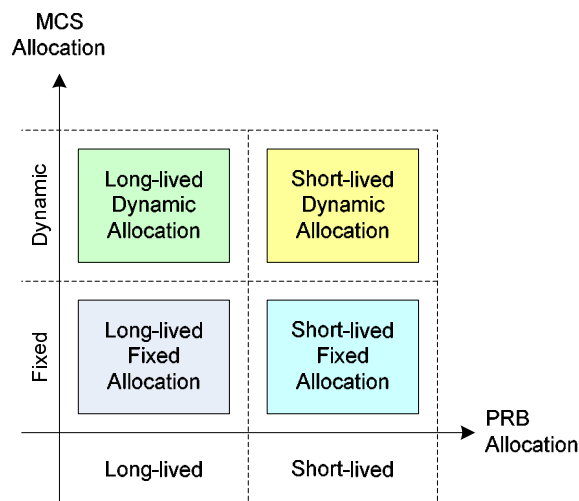 MCS
Allocation
Dynamic
Long-lived
Dynamic
Allocation
Short-lived
Dynamic
Allocation
Fixed
Long-lived
Fixed
Allocation
Short-lived
Fixed
Allocation
PRB
Allocation
Long-lived
Short-lived